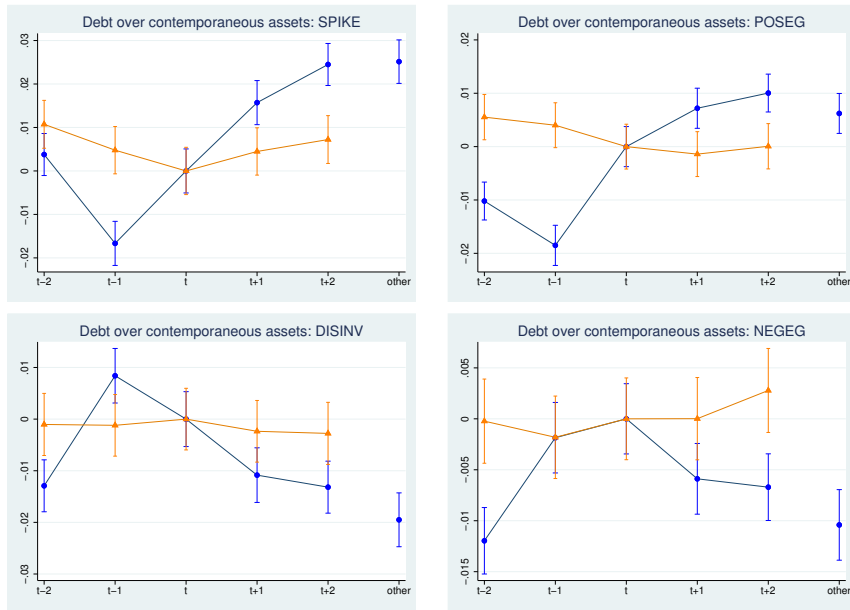 Debt over contemporaneous assets: SPIKE
.03
.02
.01
0
−.01
−.02
t−2 t−1 t t+1 t+2 other
Debt over contemporaneous assets: POSEG
.02
.01
0
−.01
−.02
t−2 t−1 t t+1 t+2 other
Debt over contemporaneous assets: DISINV
.01
0
−.01
−.02
−.03
t−2 t−1 t t+1 t+2 other
Debt over contemporaneous assets: NEGEG
.005
0
−.005
−.01
−.015
t−2 t−1 t t+1 t+2 other